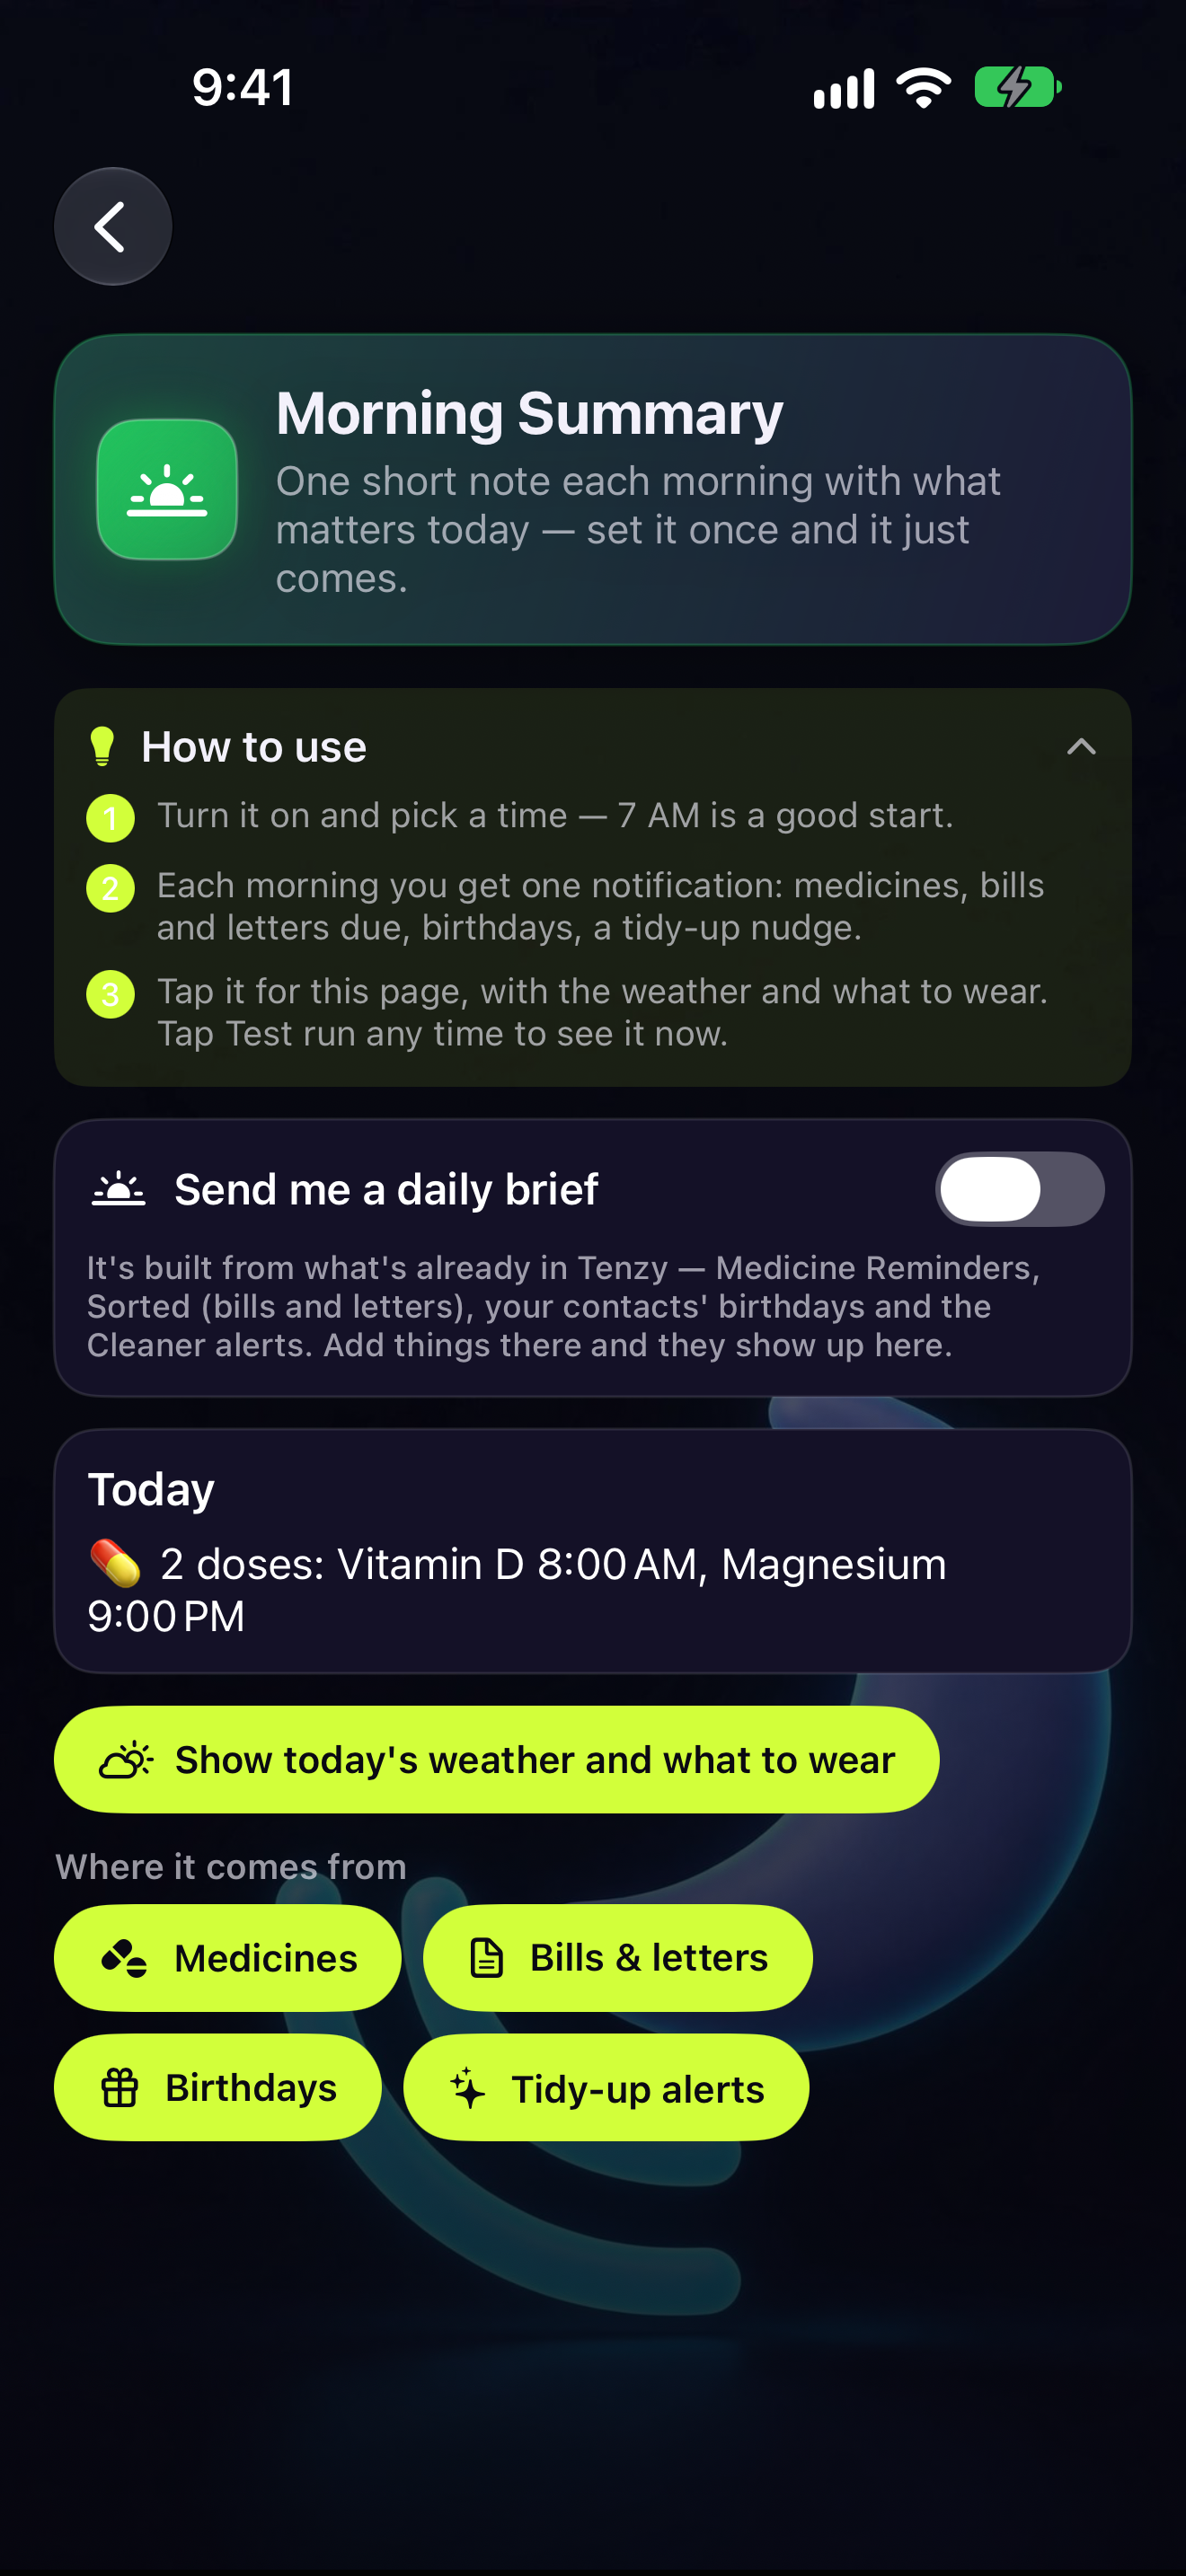 9:41
Morning Summary
One short note each morning with what
matters today — set it once and it just
comes.
How to use
1 Turn it on and pick a time — 7 AM is a good start.
2 Each morning you get one notification: medicines, bills
and letters due, birthdays, a tidy-up nudge.
3 Tap it for this page, with the weather and what to wear.
Tap Test run any time to see it now.
Send me a daily brief
It's built from what's already in Tenzy — Medicine Reminders,
Sorted (bills and letters), your contacts' birthdays and the
Cleaner alerts. Add things there and they show up here.
Today
💊 2 doses: Vitamin D 8:00 AM, Magnesium
9:00 PM
Show today's weather and what to wear
Where it comes from
Medicines
Bills & letters
Birthdays
Tidy-up alerts